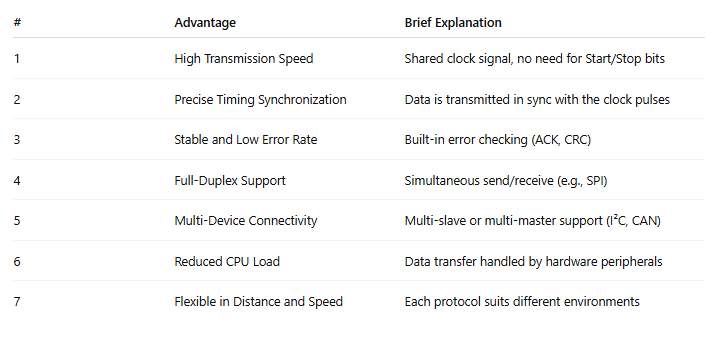 # Advantage Brief Explanation
1 High Transmission Speed Shared clock signal, no need for Start/Stop bits
2 Precise Timing Synchronization Data is transmitted in sync with the clock pulses
3 Stable and Low Error Rate Built-in error checking (ACK, CRC)
4 Full-Duplex Support Simultaneous send/receive (e.g., SPI)
5 Multi-Device Connectivity Multi-slave or multi-master support (I²C, CAN)
6 Reduced CPU Load Data transfer handled by hardware peripherals
7 Flexible in Distance and Speed Each protocol suits different environments